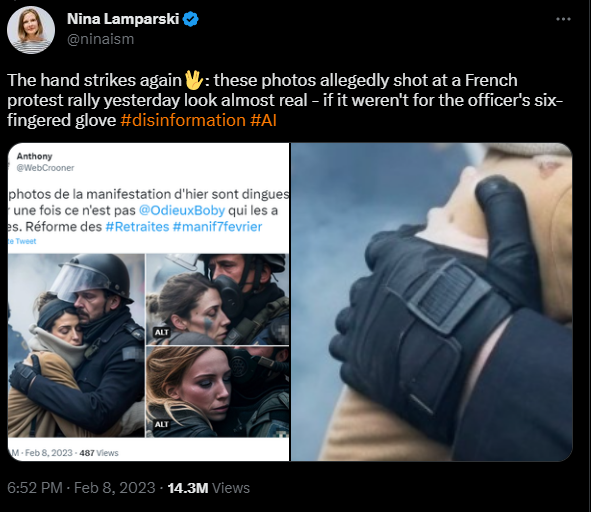 Nina Lamparski
@ninaism
The hand strikes again🖖: these photos allegedly shot at a French
protest rally yesterday look almost real - if it weren't for the officer's six-
fingered glove #disinformation #AI
Anthony
@WebCrooner
photos de la manifestation d'hier sont dingues
une fois ce n'est pas @OdieuxBoby qui les a
es. Réforme des #Retraites #manif7fevrier
te Tweet
ALT
ALT
M · Feb 8, 2023 · 487 Views
6:52 PM · Feb 8, 2023 · 14.3M Views